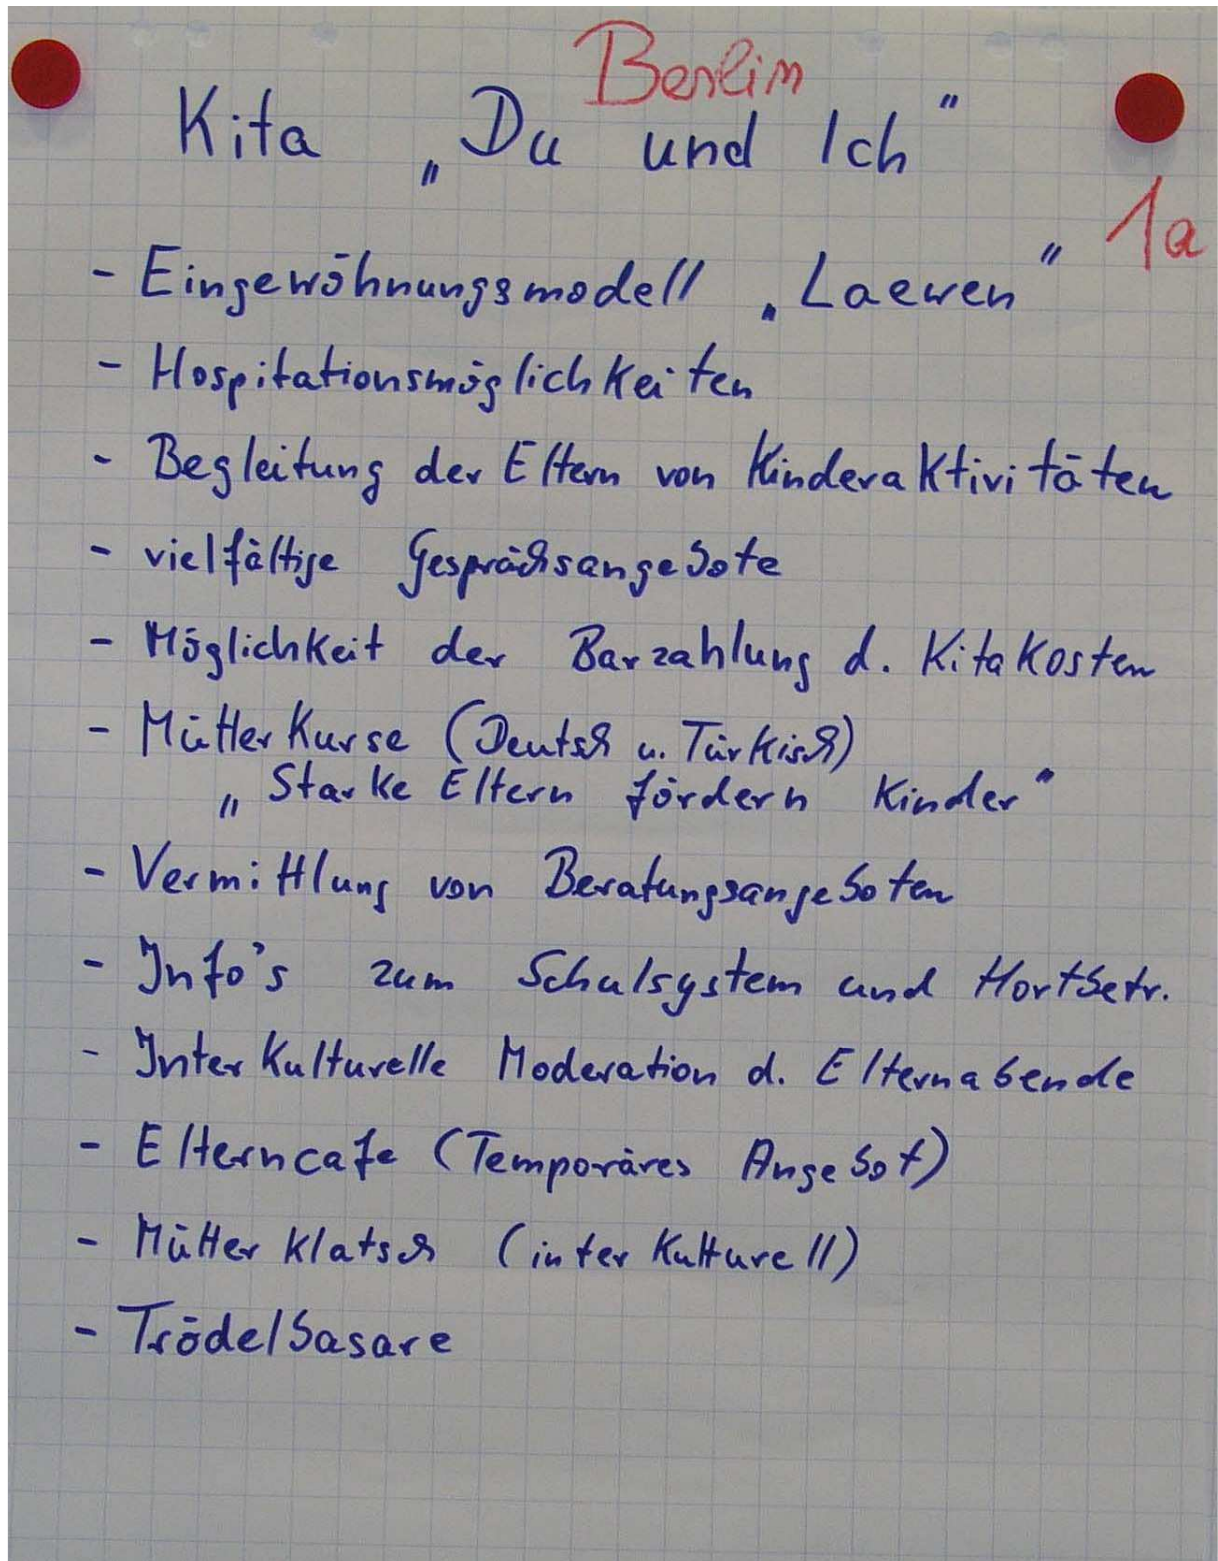 Berlin
Kita „Du und Ich"
1a
- Eingewöhnungsmodell „Laewen"
- Hospitationsmöglichkeiten
- Begleitung der Eltern von Kinderaktivitäten
- vielfältige Gesprächsangebote
- Möglichkeit der Barzahlung d. Kitakosten
- Mütterkurse (Deutsch u. Türkisch)
„Starke Eltern fördern Kinder"
- Vermittlung von Beratungsangeboten
- Info's zum Schulsystem und Hortbetr.
- Interkulturelle Moderation d. Elternabende
- Elterncafe (Temporäres Angebot)
- Mütterklatsch (interkulturell)
- Trödelbasare